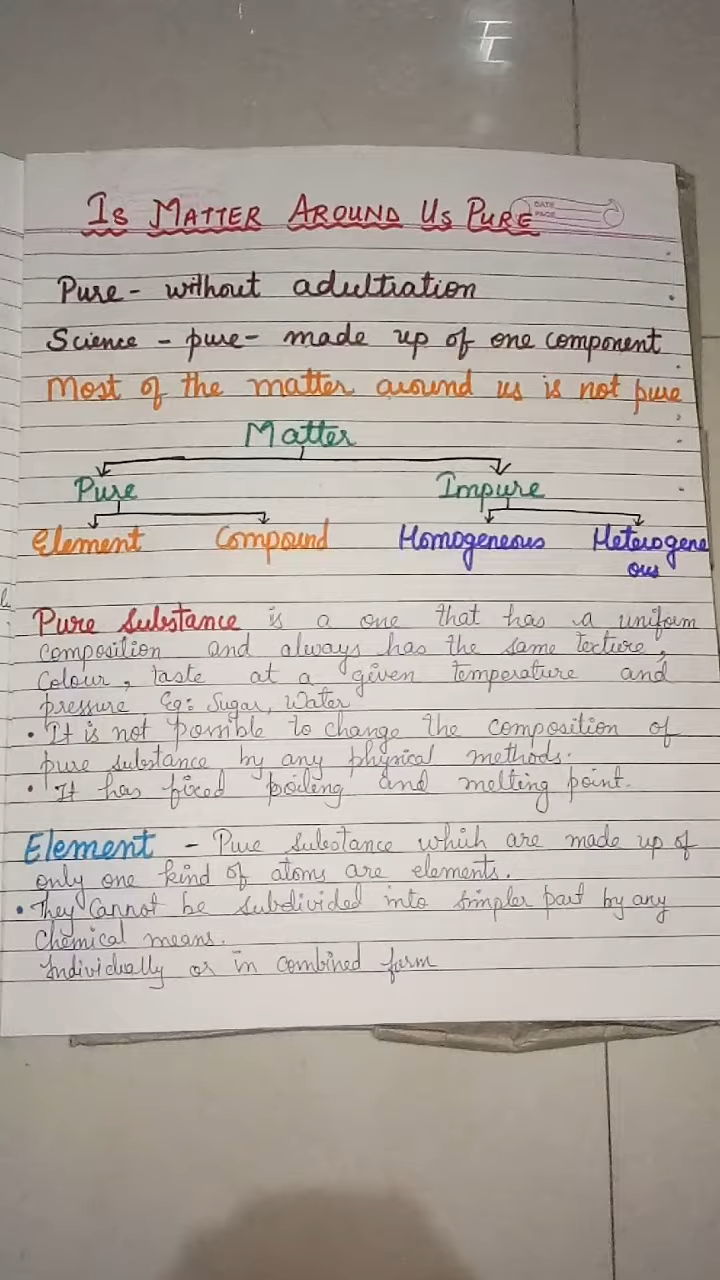 Is MATTER AROUND US PURE
DATE
PAGE
Pure - without adultration
Science - pure - made up of one component
Most of the matter around us is not pure
Matter
Pure Impure
Element Compound Homogeneous Heterogene
ous
Pure Substance is a one that has a uniform
composition and always has the same texture,
Colour, taste at a given temperature and
pressure. Eg: Sugar, Water
• It is not possible to change the composition of
pure substance by any physical methods.
• It has fixed boileng and melting point.
Element - Pure substance which are made up of
only one kind of atoms are elements.
• They cannot be subdivided into simpler part by any
Chemical means.
Individually or in combined form